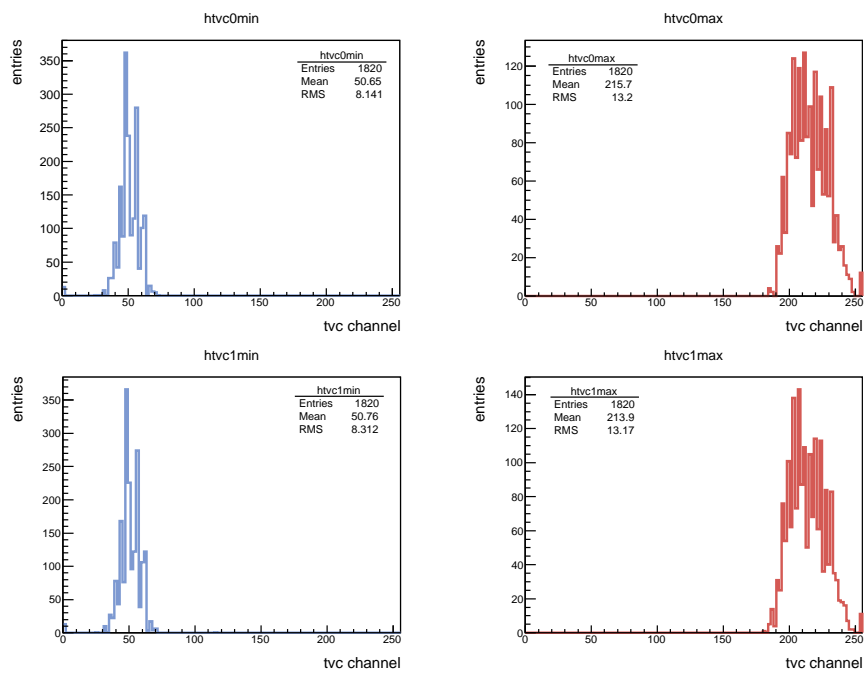 htvc0min
entries
350
300
250
200
150
100
50
0
htvc0min
Entries 1820
Mean 50.65
RMS 8.141
0 50 100 150 200 250
tvc channel
htvc0max
entries
120
100
80
60
40
20
0
htvc0max
Entries 1820
Mean 215.7
RMS 13.2
0 50 100 150 200 250
tvc channel
htvc1min
entries
350
300
250
200
150
100
50
0
htvc1min
Entries 1820
Mean 50.76
RMS 8.312
0 50 100 150 200 250
tvc channel
htvc1max
entries
140
120
100
80
60
40
20
0
htvc1max
Entries 1820
Mean 213.9
RMS 13.17
0 50 100 150 200 250
tvc channel